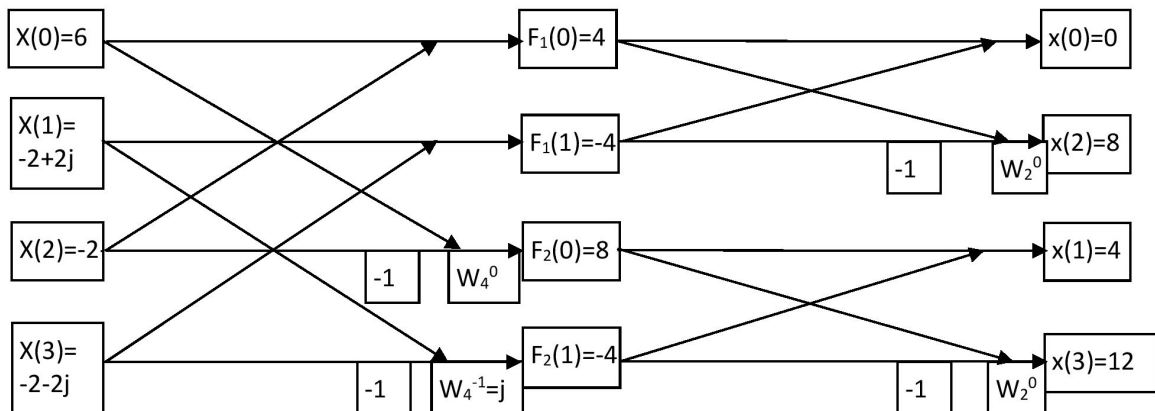 X(0)=6
F₁(0)=4
x(0)=0
X(1)=
-2+2j
F₁(1)=-4
-1
W₂⁰
x(2)=8
X(2)=-2
-1
W₄⁰
F₂(0)=8
x(1)=4
X(3)=
-2-2j
-1
W₄⁻¹=j
F₂(1)=-4
-1
W₂⁰
x(3)=12